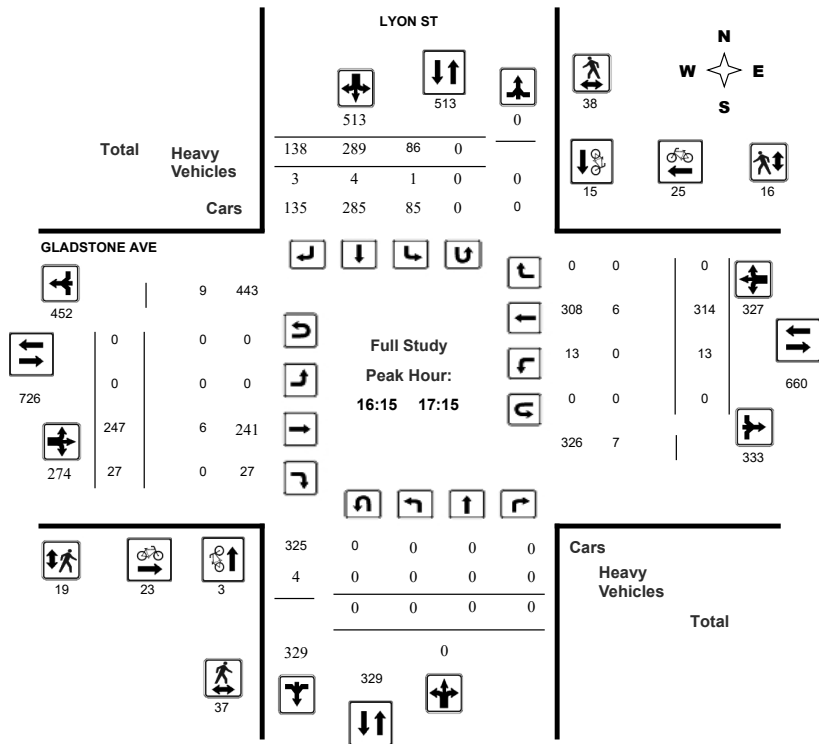 LYON ST
N
W E
S
513
38
513 0
Total Heavy Vehicles 138 289 86 0
3 4 1 0 0
15 25 16
Cars 135 285 85 0 0
GLADSTONE AVE
0 0 0
9 443
452
308 6 314 327
0 0 0
Full Study
726
Peak Hour:
13 0 13
660
0 0 0
16:15 17:15
0 0 0
247 6 241
326 7
333
274 27 0 27
325 0 0 0 0 Cars
4 0 0 0 0 Heavy Vehicles
19 23 3
0 0 0 0 Total
329 0
329
37